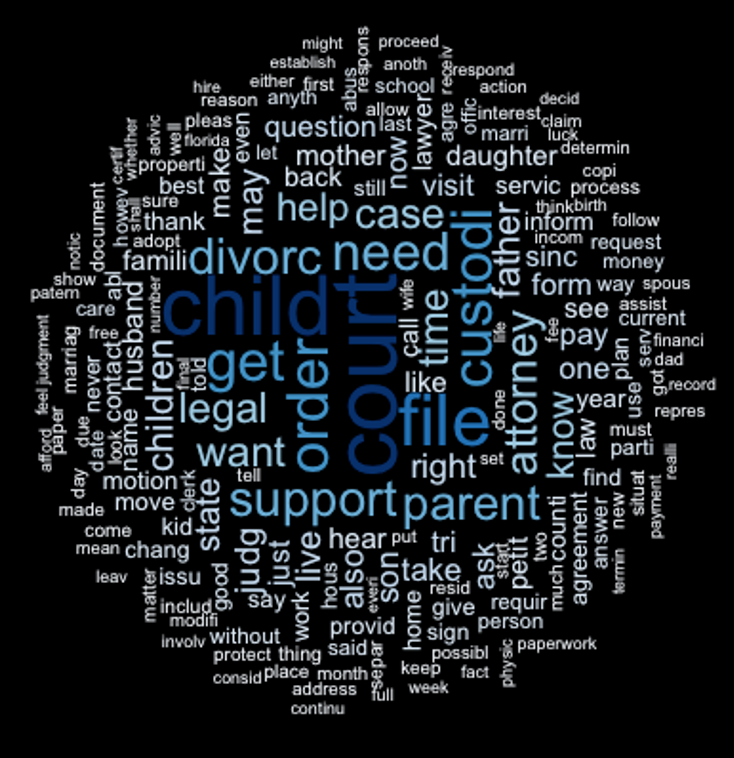 might
proceed
establish
respons
anoth
receiv
respond
hire
either
first
abus
school
action
reason
anyth
allow
lawyer
agre
offic
interest
decid
claim
advic
well
pleas
even
question
last
now
marri
luck
florida
let
mother
daughter
determin
whether
certif
properti
make
may
back
still
visit
servic
copi
process
best
document
howev
shall
sure
thank
help
case
custodi
father
think
birth
inform
follow
notic
adopt
famili
divorc
need
sinc
incom
request
money
show
abl
number
child
court
wife
form
way
spous
patern
care
husband
call
time
life
see
assist
current
free
fee
pay
serv
financi
judgment
feel
marriag
contact
children
final
told
get
order
like
attorney
one
plan
dad
got
record
never
legal
file
done
know
year
use
repres
afford
paper
due
date
look
name
want
right
set
law
must
parti
realli
day
motion
clerk
tell
find
situat
made
move
state
support
parent
counti
agreement
answer
new
payment
come
kid
judg
just
live
hear
put
tri
ask
start
petit
two
much
mean
chang
hous
also
son
take
termin
leav
issu
good
everi
resid
matter
includ
say
work
home
give
requir
modifi
provid
sign
person
involv
without
said
separ
possibl
physic
paperwork
protect
thing
keep
fact
consid
place
month
address
full
week
continu